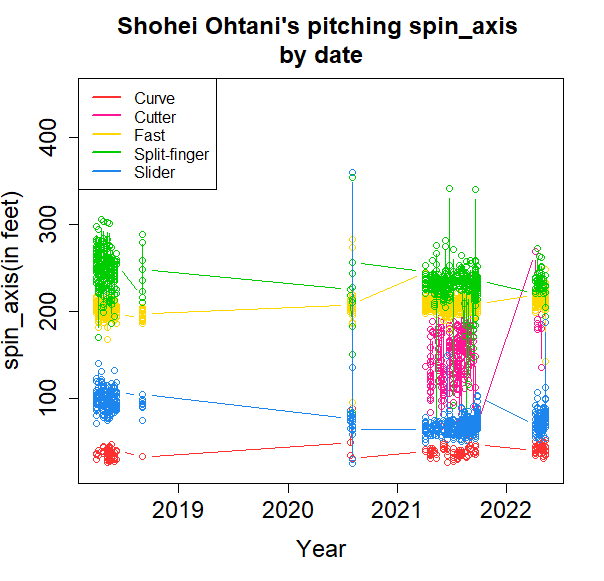 Shohei Ohtani's pitching spin_axis
by date
Curve
Cutter
Fast
Split-finger
Slider
spin_axis(in feet)
400
300
200
100
2019
2020
2021
2022
Year